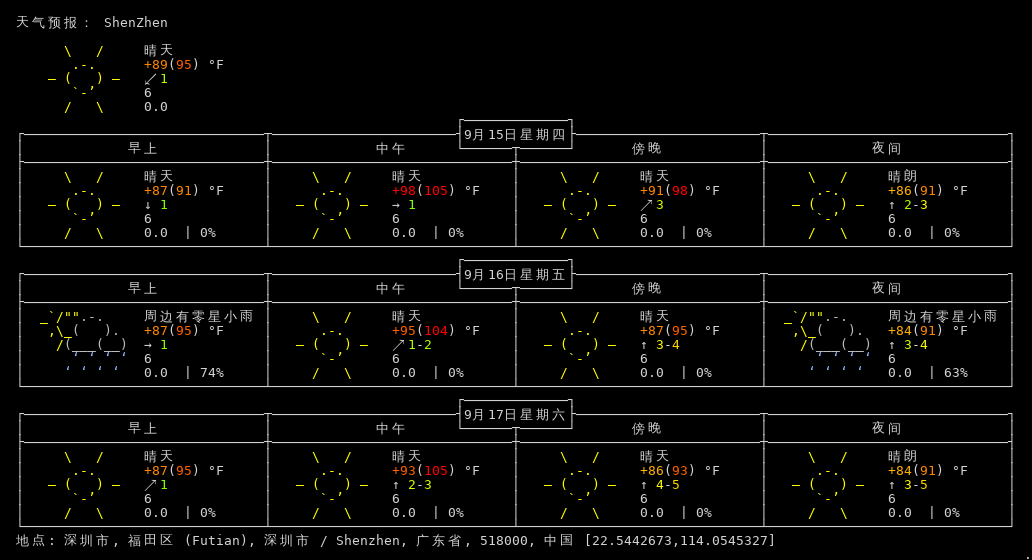 天气预报： ShenZhen
晴天
+89(95) °F
↙ 1
6
0.0
9月15日星期四
早上 中午 傍晚 夜间
晴天 晴天 晴天 晴朗
+87(91) °F +98(105) °F +91(98) °F +86(91) °F
↓ 1 → 1 ↗ 3 ↑ 2-3
6 6 6 6
0.0 | 0% 0.0 | 0% 0.0 | 0% 0.0 | 0%
9月16日星期五
早上 中午 傍晚 夜间
周边有零星小雨 晴天 晴天 周边有零星小雨
+87(95) °F +95(104) °F +87(95) °F +84(91) °F
→ 1 ↗ 1-2 ↑ 3-4 ↑ 3-4
6 6 6 6
0.0 | 74% 0.0 | 0% 0.0 | 0% 0.0 | 63%
9月17日星期六
早上 中午 傍晚 夜间
晴天 晴天 晴天 晴朗
+87(95) °F +93(105) °F +86(93) °F +84(91) °F
↗ 1 ↑ 2-3 ↑ 4-5 ↑ 3-5
6 6 6 6
0.0 | 0% 0.0 | 0% 0.0 | 0% 0.0 | 0%
地点: 深圳市, 福田区 (Futian), 深圳市 / Shenzhen, 广东省, 518000, 中国 [22.5442673,114.0545327]